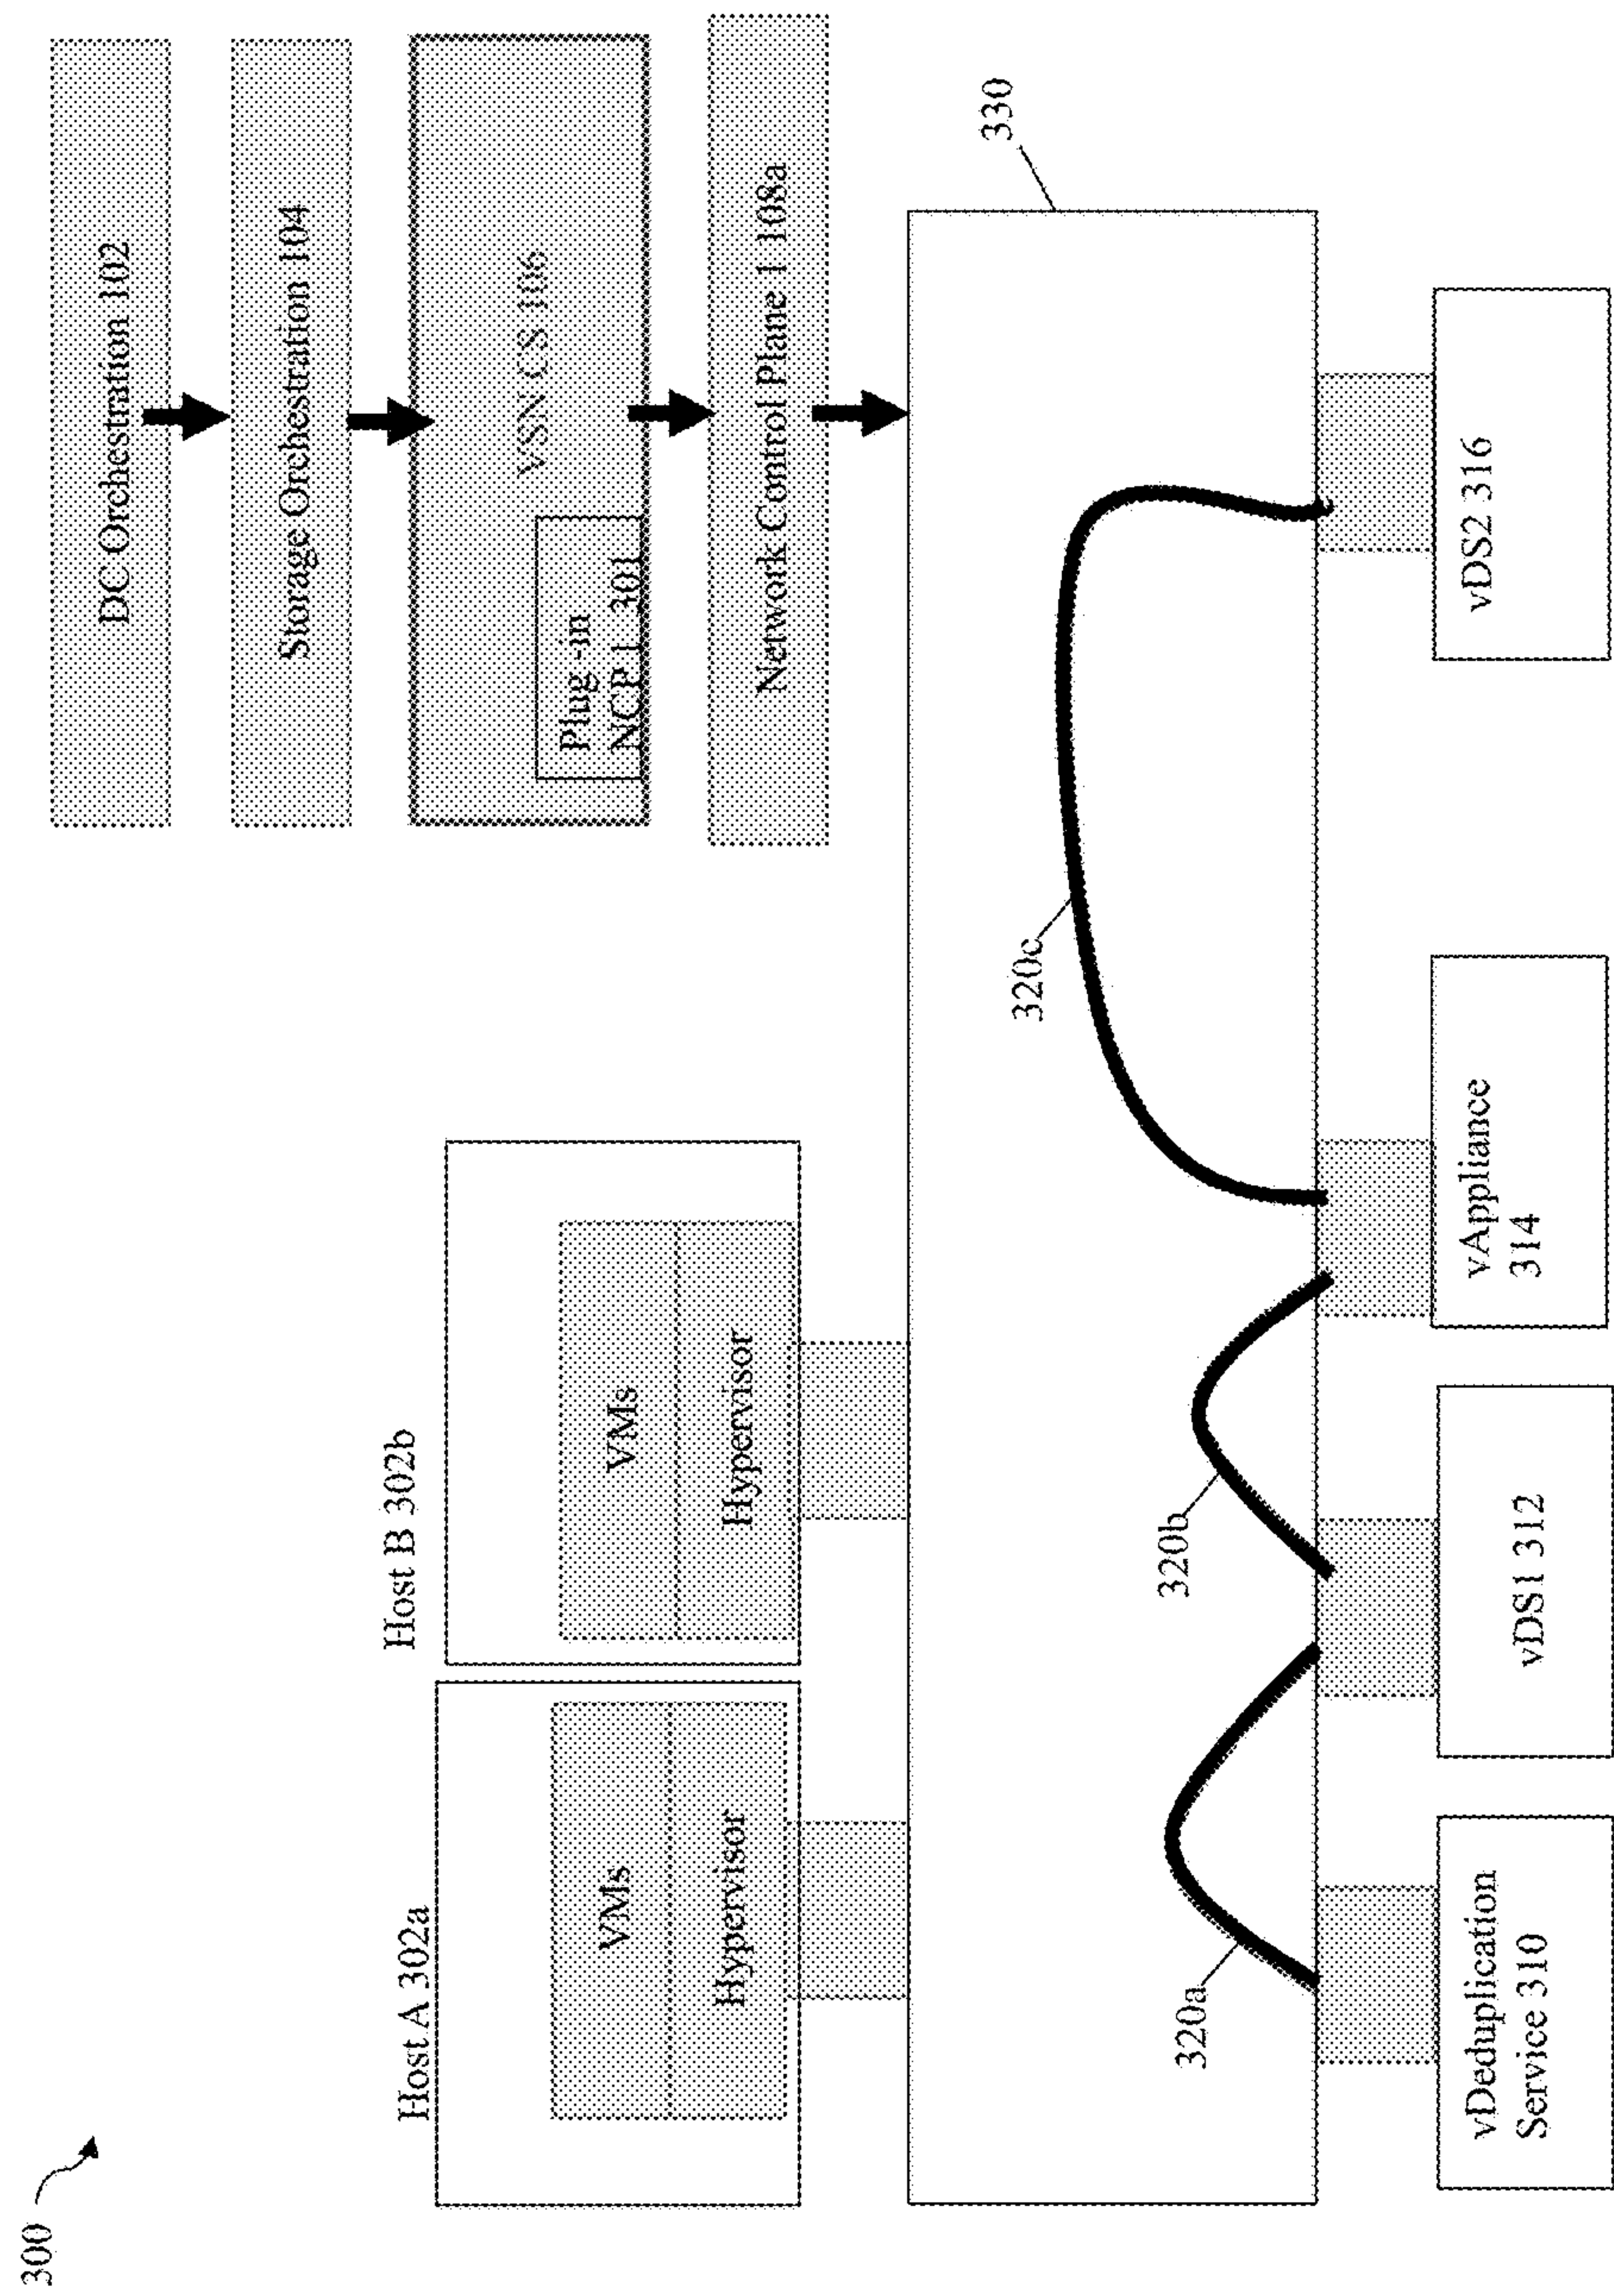 300
DC Orchestration 102
Storage Orchestration 104
VSN CS 106
Plug -in
NCP 1 301
Network Control Plane 1 108a
Host A 302a
VMs
Hypervisor
Host B 302b
VMs
Hypervisor
330
320a
320b
320c
vDeduplication
Service 310
vDS1 312
vAppliance
314
vDS2 316